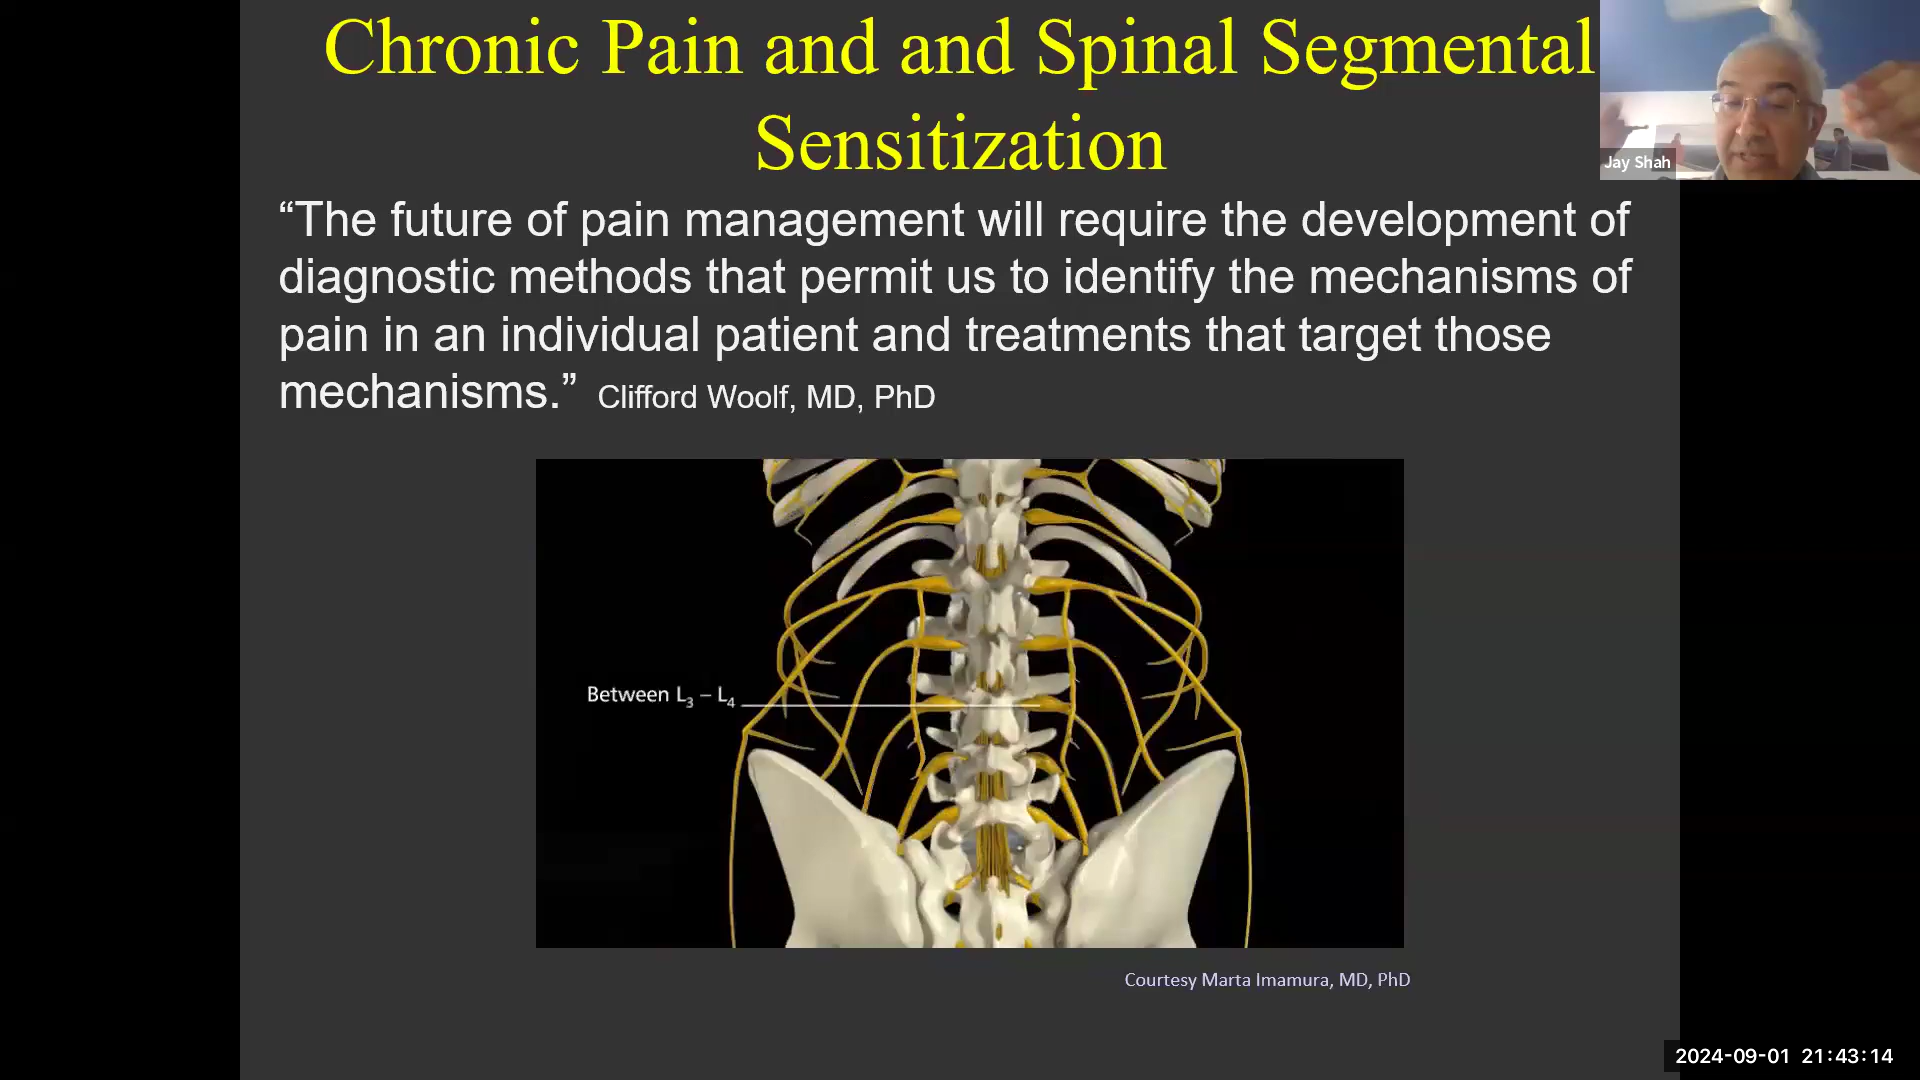 Chronic Pain and and Spinal Segmental
Sensitization
Jay Shah
“The future of pain management will require the development of
diagnostic methods that permit us to identify the mechanisms of
pain in an individual patient and treatments that target those
mechanisms.” Clifford Woolf, MD, PhD
Between L₃ – L₄
Courtesy Marta Imamura, MD, PhD
2024-09-01 21:43:14